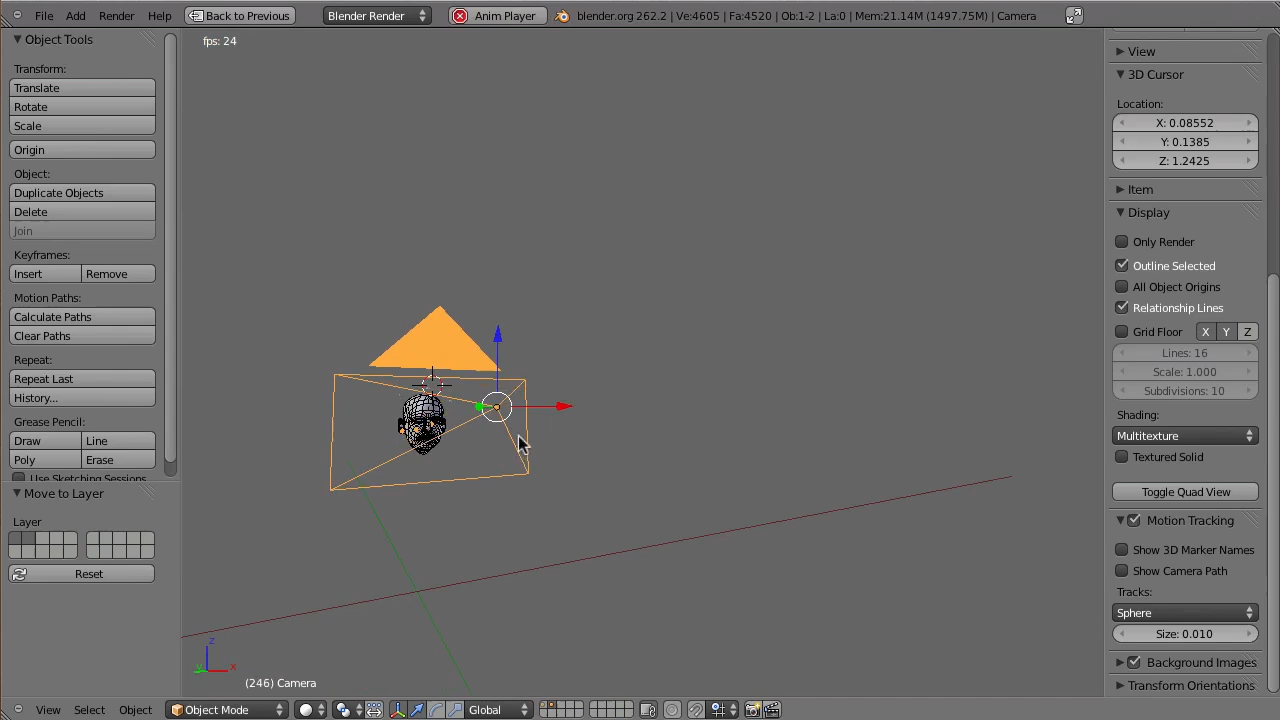 File Add Render Help Back to Previous Blender Render Anim Player blender.org 262.2 | Ve:4605 | Fa:4520 | Ob:1-2 | La:0 | Mem:21.14M (1497.75M) | Camera
fps: 24
Object Tools
Transform:
Translate
Rotate
Scale
Origin
Object:
Duplicate Objects
Delete
Join
Keyframes:
Insert Remove
Motion Paths:
Calculate Paths
Clear Paths
Repeat:
Repeat Last
History...
Grease Pencil:
Draw Line
Poly Erase
Use Sketching Sessions
Move to Layer
Layer
Reset
z
y x
(246) Camera
View
3D Cursor
Location:
X: 0.08552
Y: 0.1385
Z: 1.2425
Item
Display
Only Render
Outline Selected
All Object Origins
Relationship Lines
Grid Floor X Y Z
Lines: 16
Scale: 1.000
Subdivisions: 10
Shading:
Multitexture
Textured Solid
Toggle Quad View
Motion Tracking
Show 3D Marker Names
Show Camera Path
Tracks:
Sphere
Size: 0.010
Background Images
Transform Orientations
View Select Object Object Mode Global